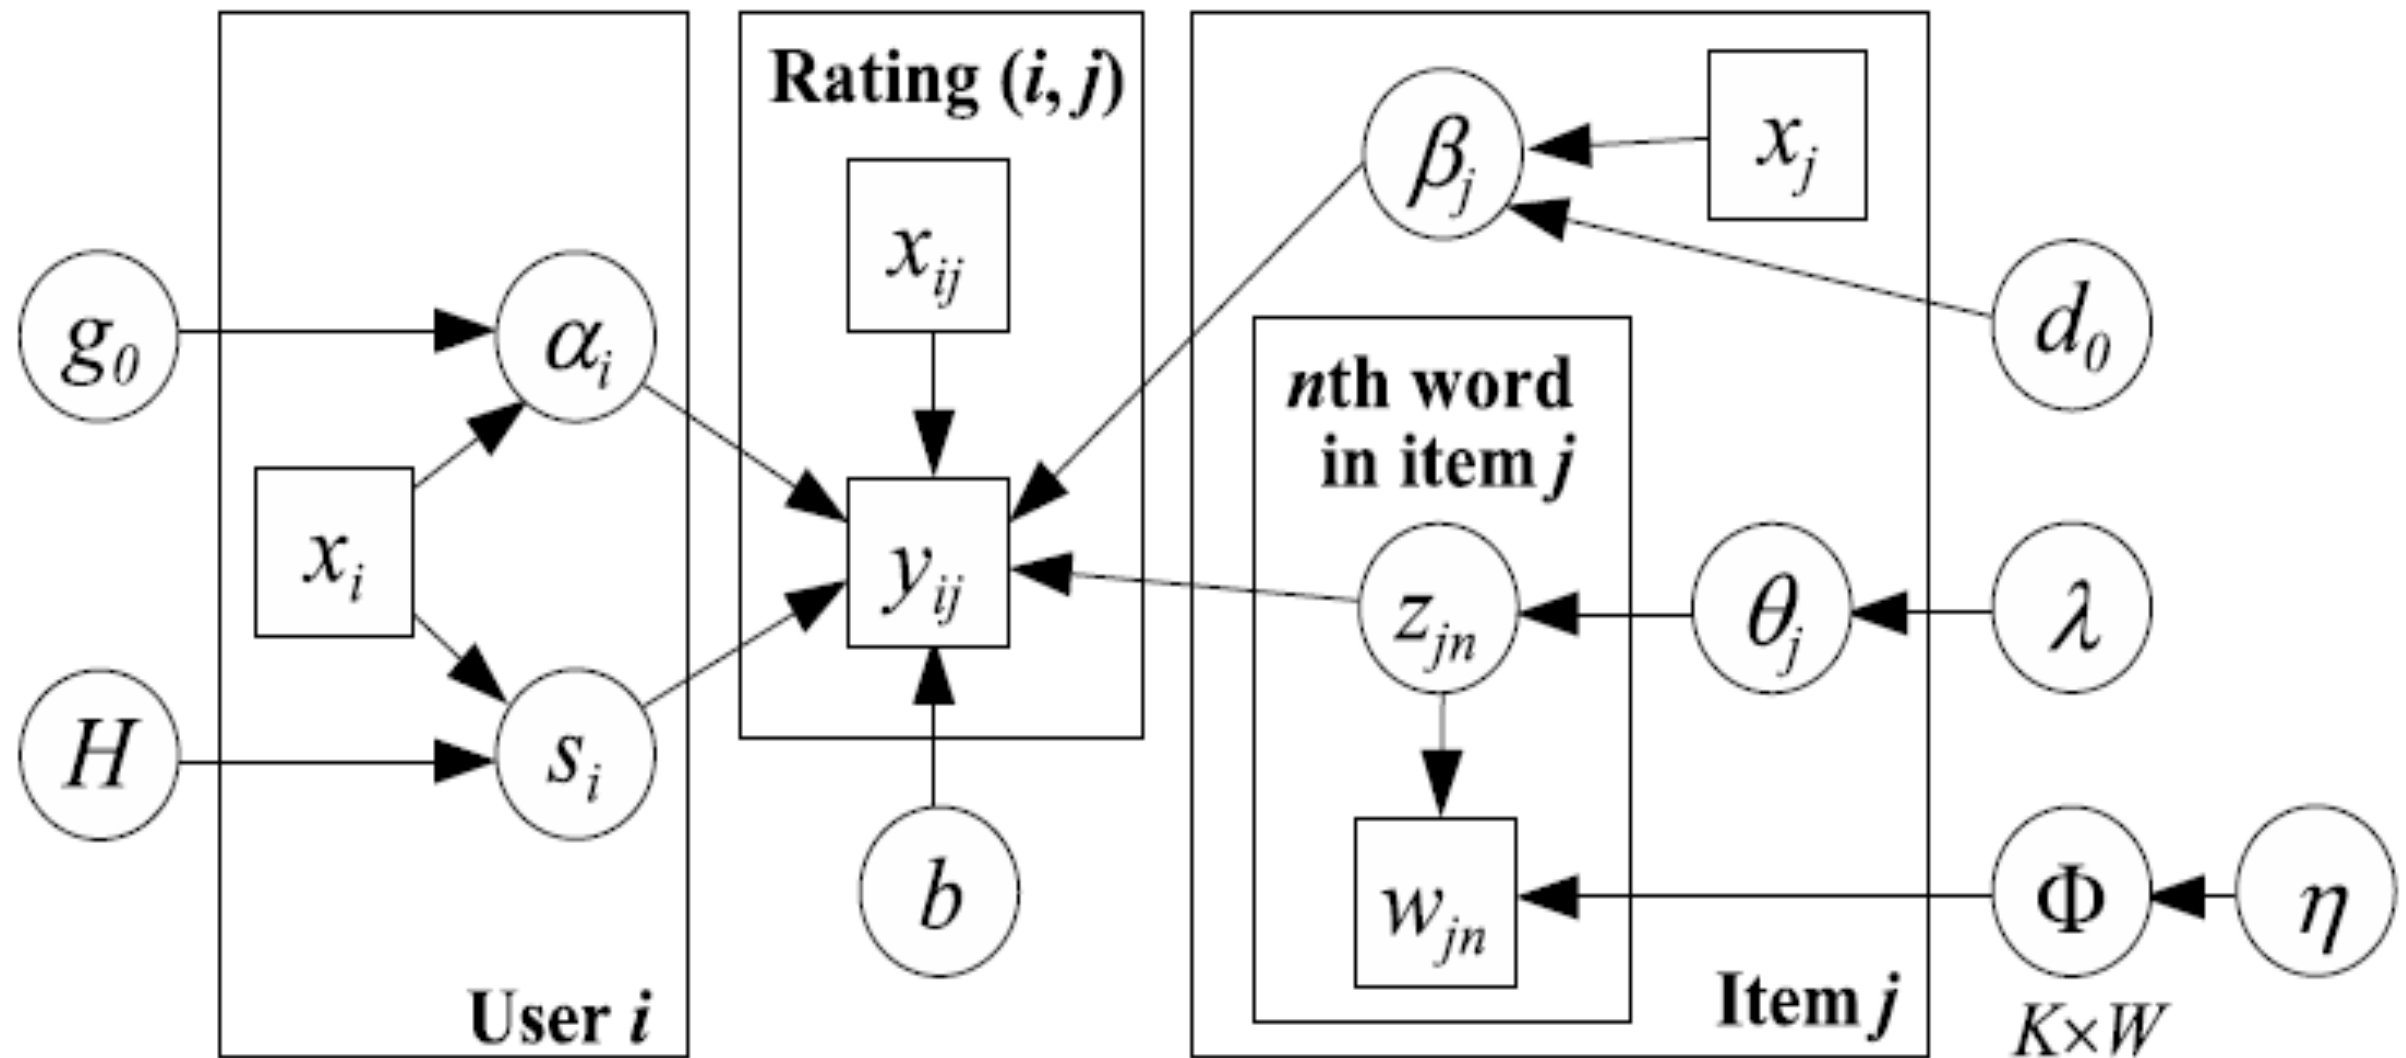 Rating (i, j)
β_j
x_j
x_ij
g_0
α_i
d_0
nth word
in item j
x_i
y_ij
z_jn
θ_j
λ
H
s_i
b
w_jn
Φ
η
User i
Item j
K×W